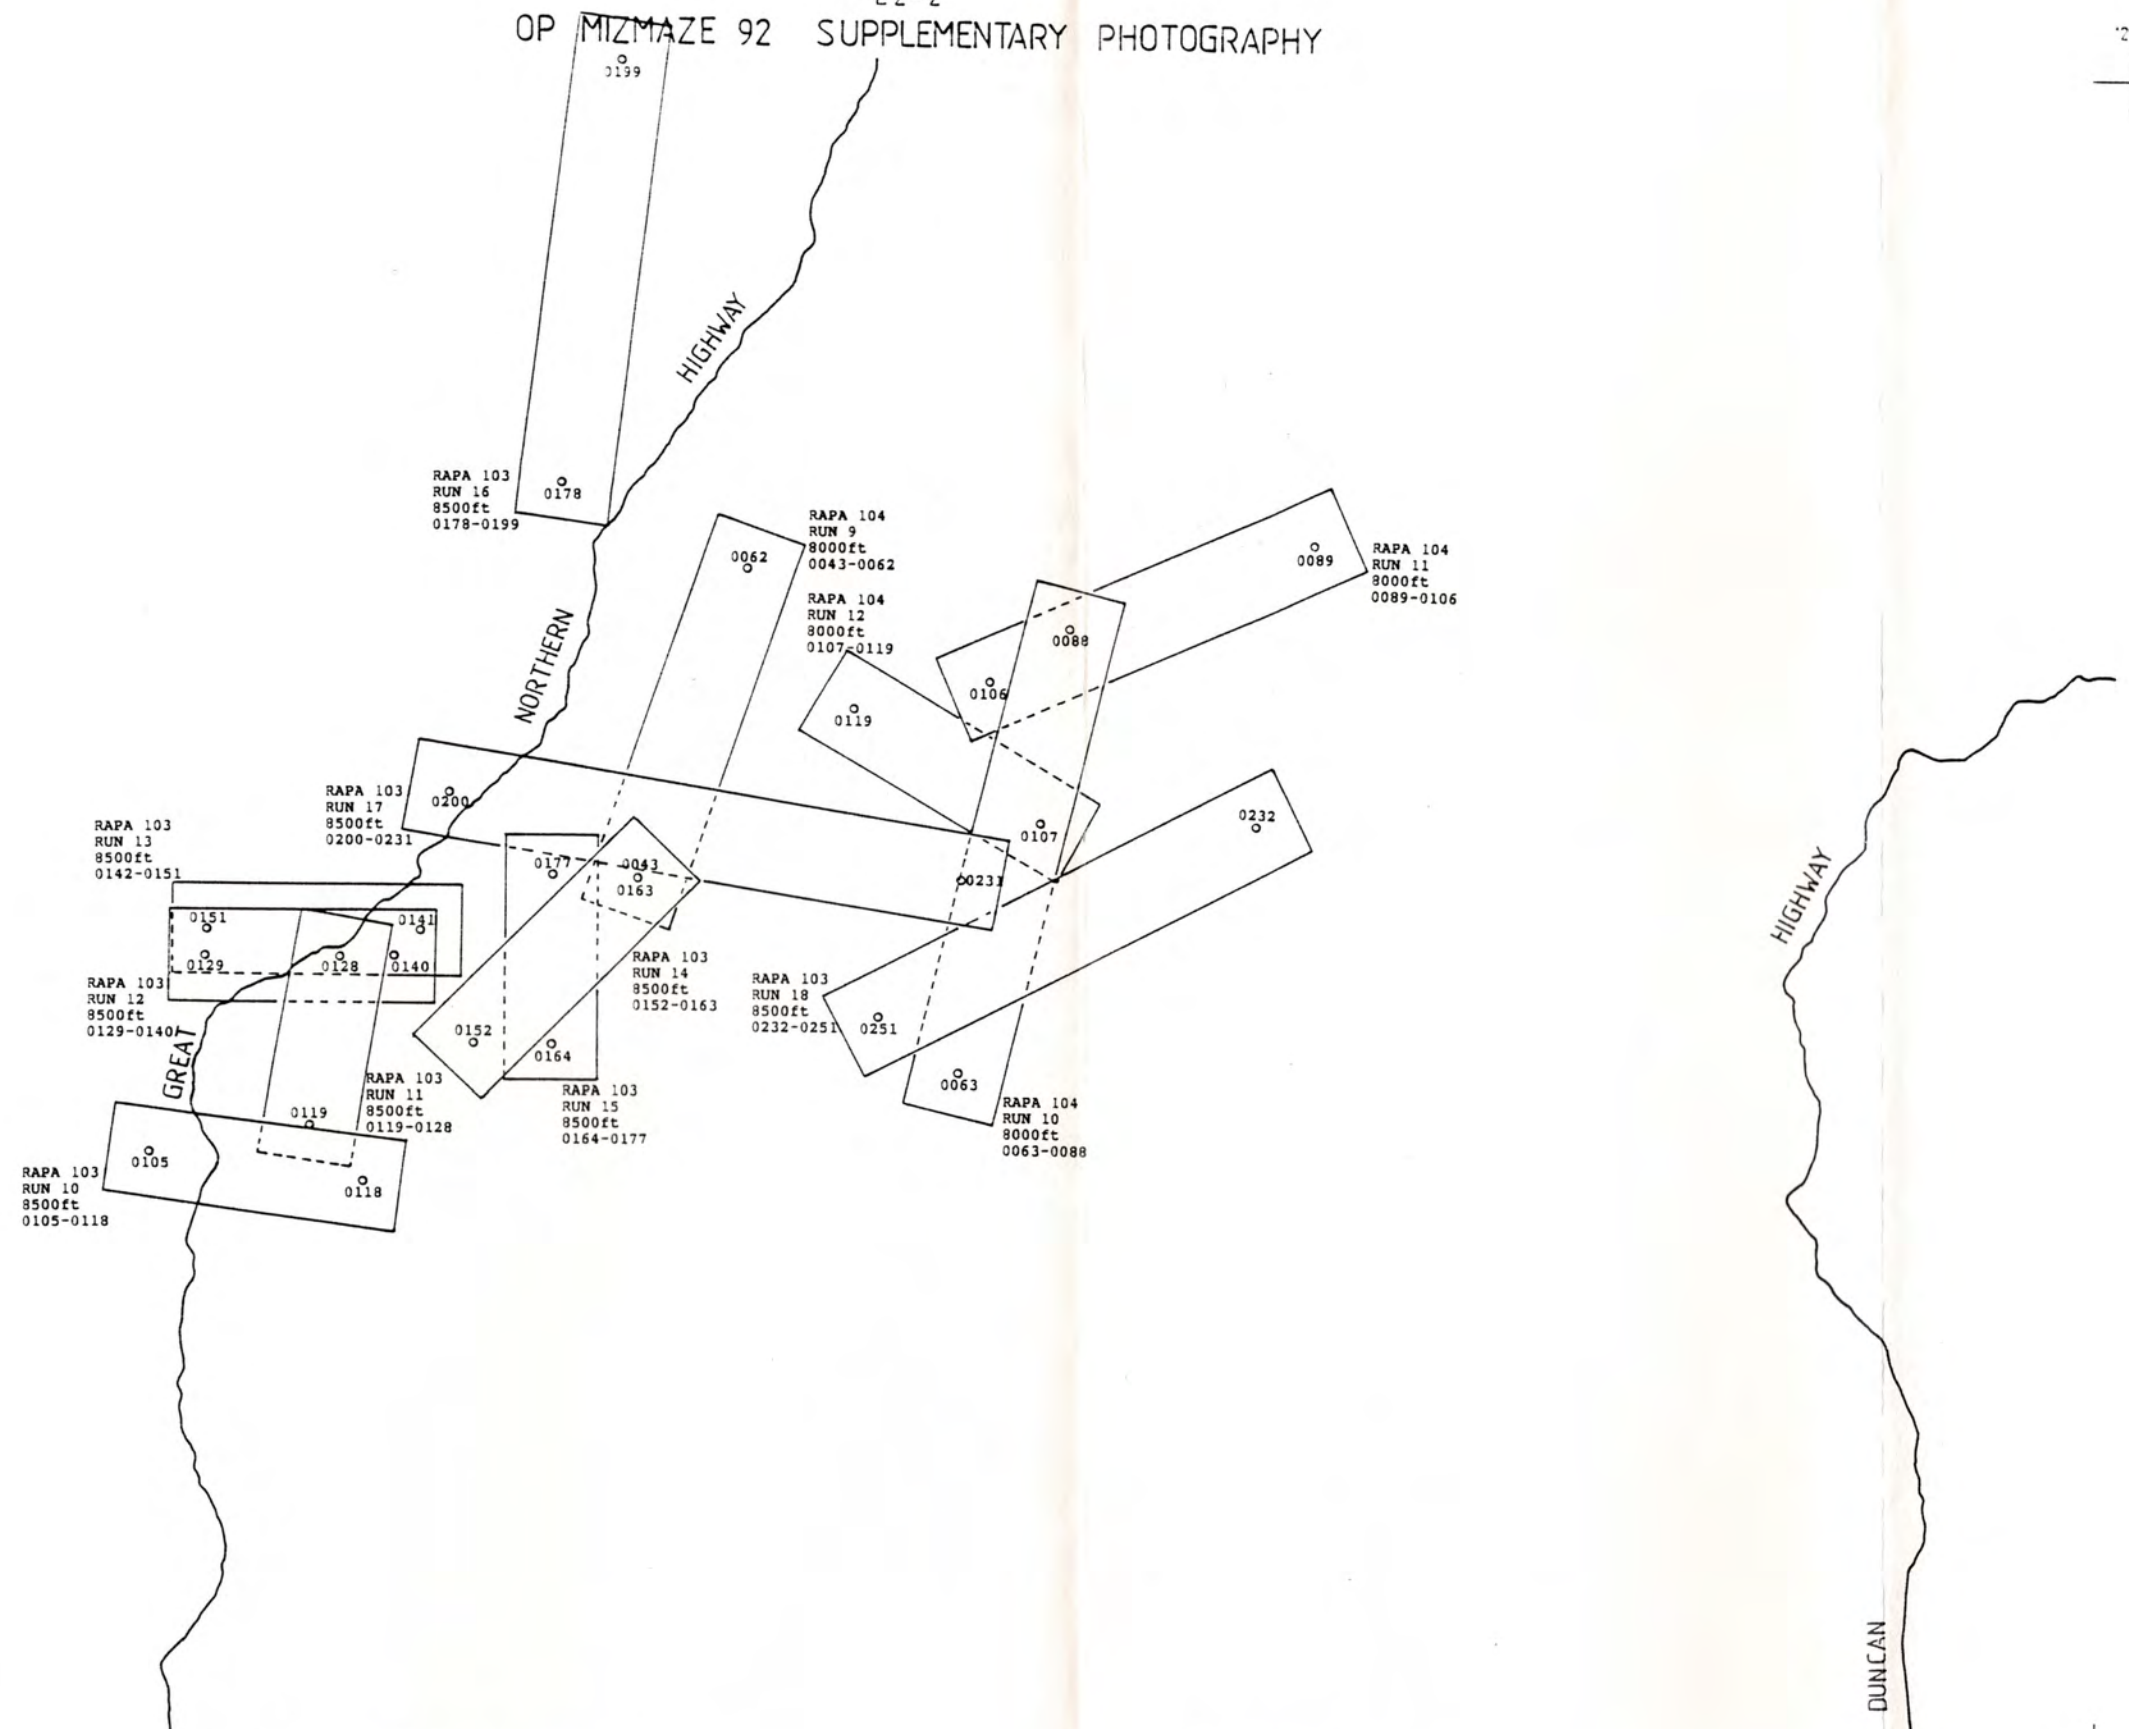 OP MIZMAZE 92 SUPPLEMENTARY PHOTOGRAPHY
0199
HIGHWAY
RAPA 103
RUN 16
8500ft
0178-0199
0178
RAPA 104
RUN 9
8000ft
0043-0062
0062
0089
RAPA 104
RUN 11
8000ft
0089-0106
RAPA 104
RUN 12
8000ft
0107-0119
0088
0106
0119
NORTHERN
RAPA 103
RUN 17
8500ft
0200-0231
0200
0232
0107
RAPA 103
RUN 13
8500ft
0142-0151
0177
0043
0163
0231
HIGHWAY
0151
0141
0129
0128
0140
RAPA 103
RUN 12
8500ft
0129-0140
RAPA 103
RUN 14
8500ft
0152-0163
RAPA 103
RUN 18
8500ft
0232-0251
0251
0152
0164
GREAT
0063
RAPA 103
RUN 11
8500ft
0119-0128
0119
RAPA 103
RUN 15
8500ft
0164-0177
RAPA 104
RUN 10
8000ft
0063-0088
0105
0118
RAPA 103
RUN 10
8500ft
0105-0118
DUNCAN